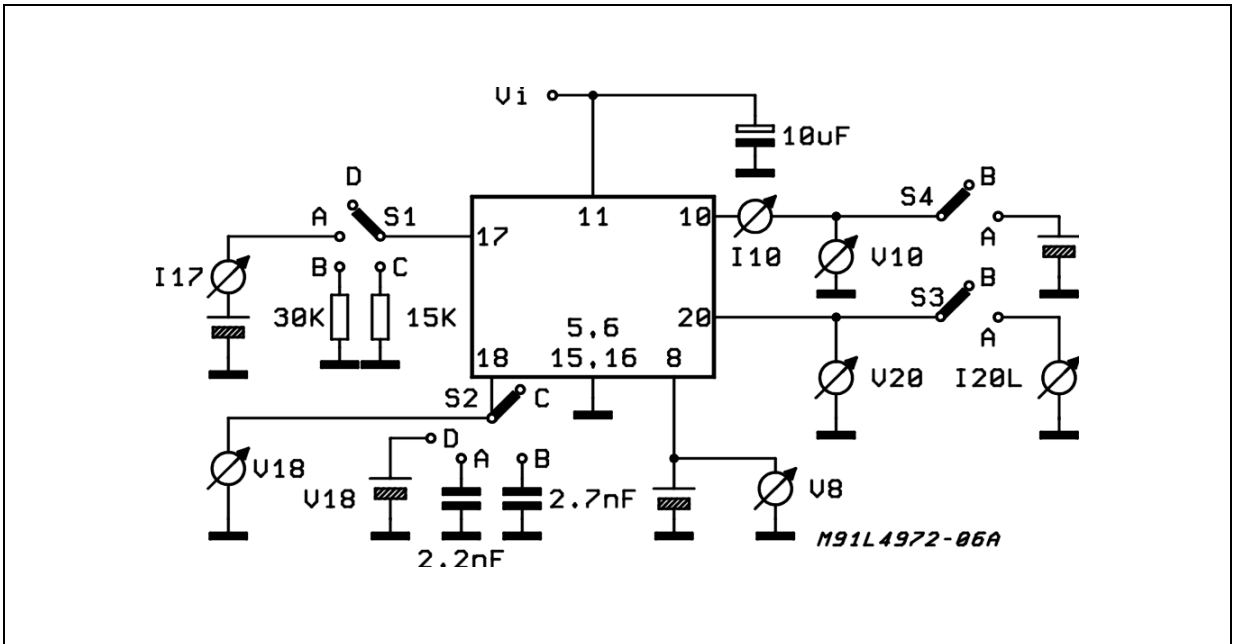 Vi
10uF
D
A
S1
17
11
10
I10
V10
S4
B
A
I17
B
C
30K
15K
5,6
15,16
18
8
20
V20
S3
B
A
I20L
S2
C
V18
D
A
B
V18
2.7nF
2.2nF
V8
M91L4972-06A